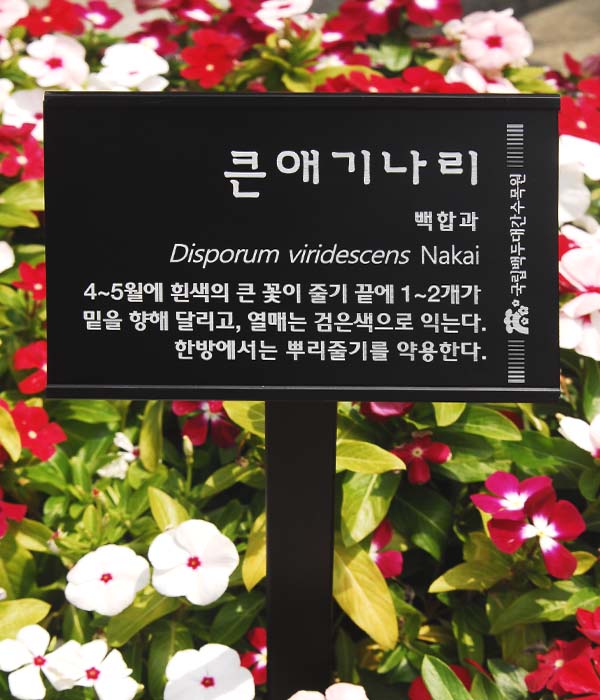 큰애기나리
백합과
Disporum viridescens Nakai
4~5월에 흰색의 큰 꽃이 줄기 끝에 1~2개가
밑을 향해 달리고, 열매는 검은색으로 익는다.
한방에서는 뿌리줄기를 약용한다.
국립백두대간수목원